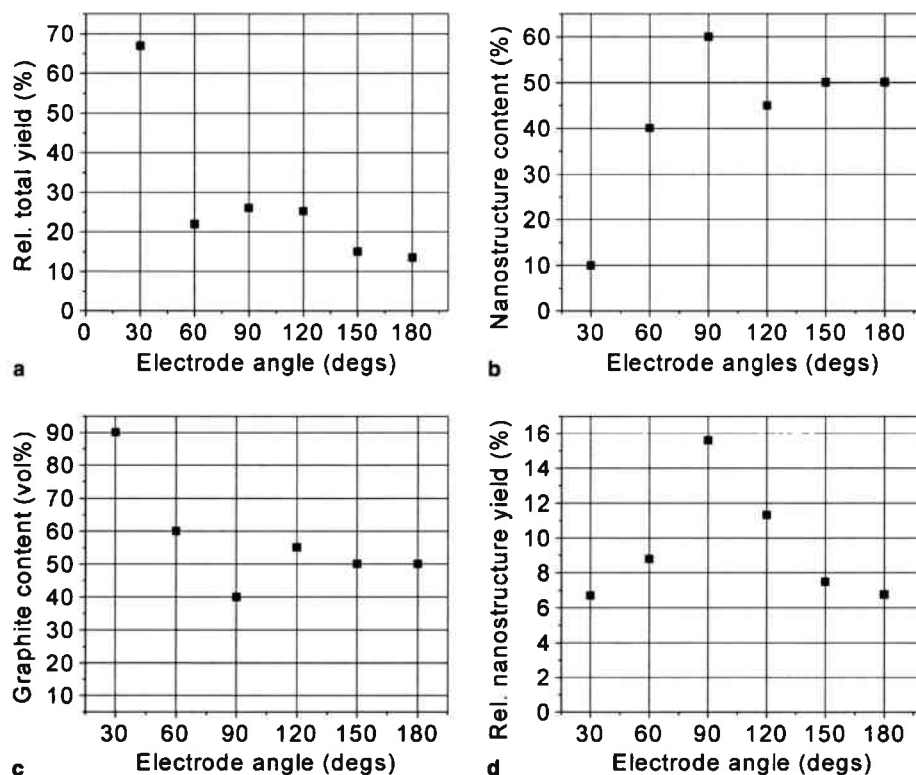 Rel. total yield (%)
70
60
50
40
30
20
10
0
0 30 60 90 120 150 180
Electrode angle (degs)
a
Nanostructure content (%)
60
50
40
30
20
10
0
30 60 90 120 150 180
Electrode angles (degs)
b
Graphite content (vol%)
90
80
70
60
50
40
30
20
10
30 60 90 120 150 180
Electrode angle (degs)
c
Rel. nanostructure yield (%)
16
14
12
10
8
6
4
2
0
30 60 90 120 150 180
Electrode angle (degs)
d